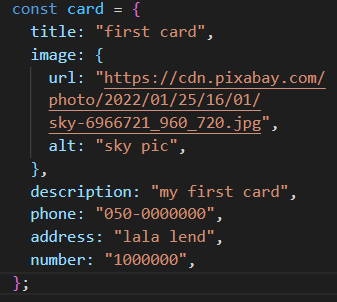 const card = {
title: "first card",
image: {
url: "https://cdn.pixabay.com/
photo/2022/01/25/16/01/
sky-6966721_960_720.jpg",
alt: "sky pic",
},
description: "my first card",
phone: "050-0000000",
address: "lala lend",
number: "1000000",
};